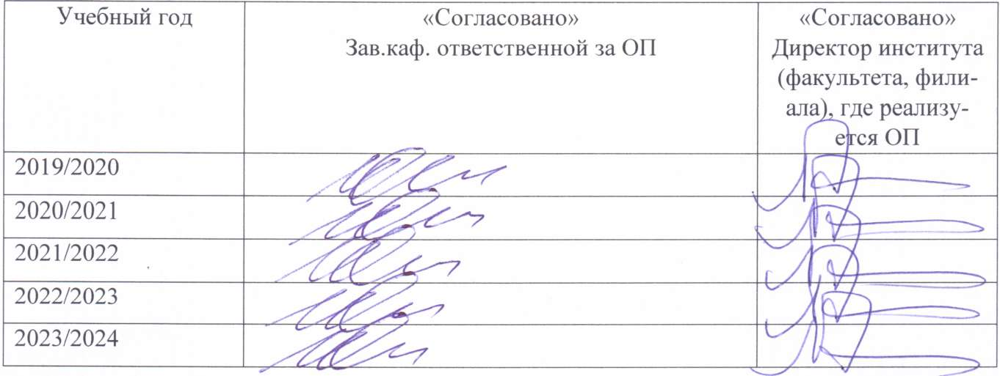 Учебный год
«Согласовано»
Зав.каф. ответственной за ОП
«Согласовано»
Директор института
(факультета, фили-
ала), где реализу-
ется ОП
2019/2020
2020/2021
2021/2022
2022/2023
2023/2024